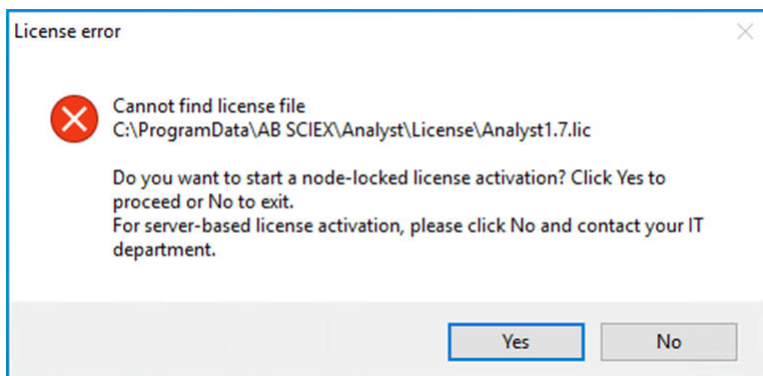 License error
Cannot find license file
C:\ProgramData\AB SCIEX\Analyst\License\Analyst1.7.lic
Do you want to start a node-locked license activation? Click Yes to
proceed or No to exit.
For server-based license activation, please click No and contact your IT
department.
Yes
No